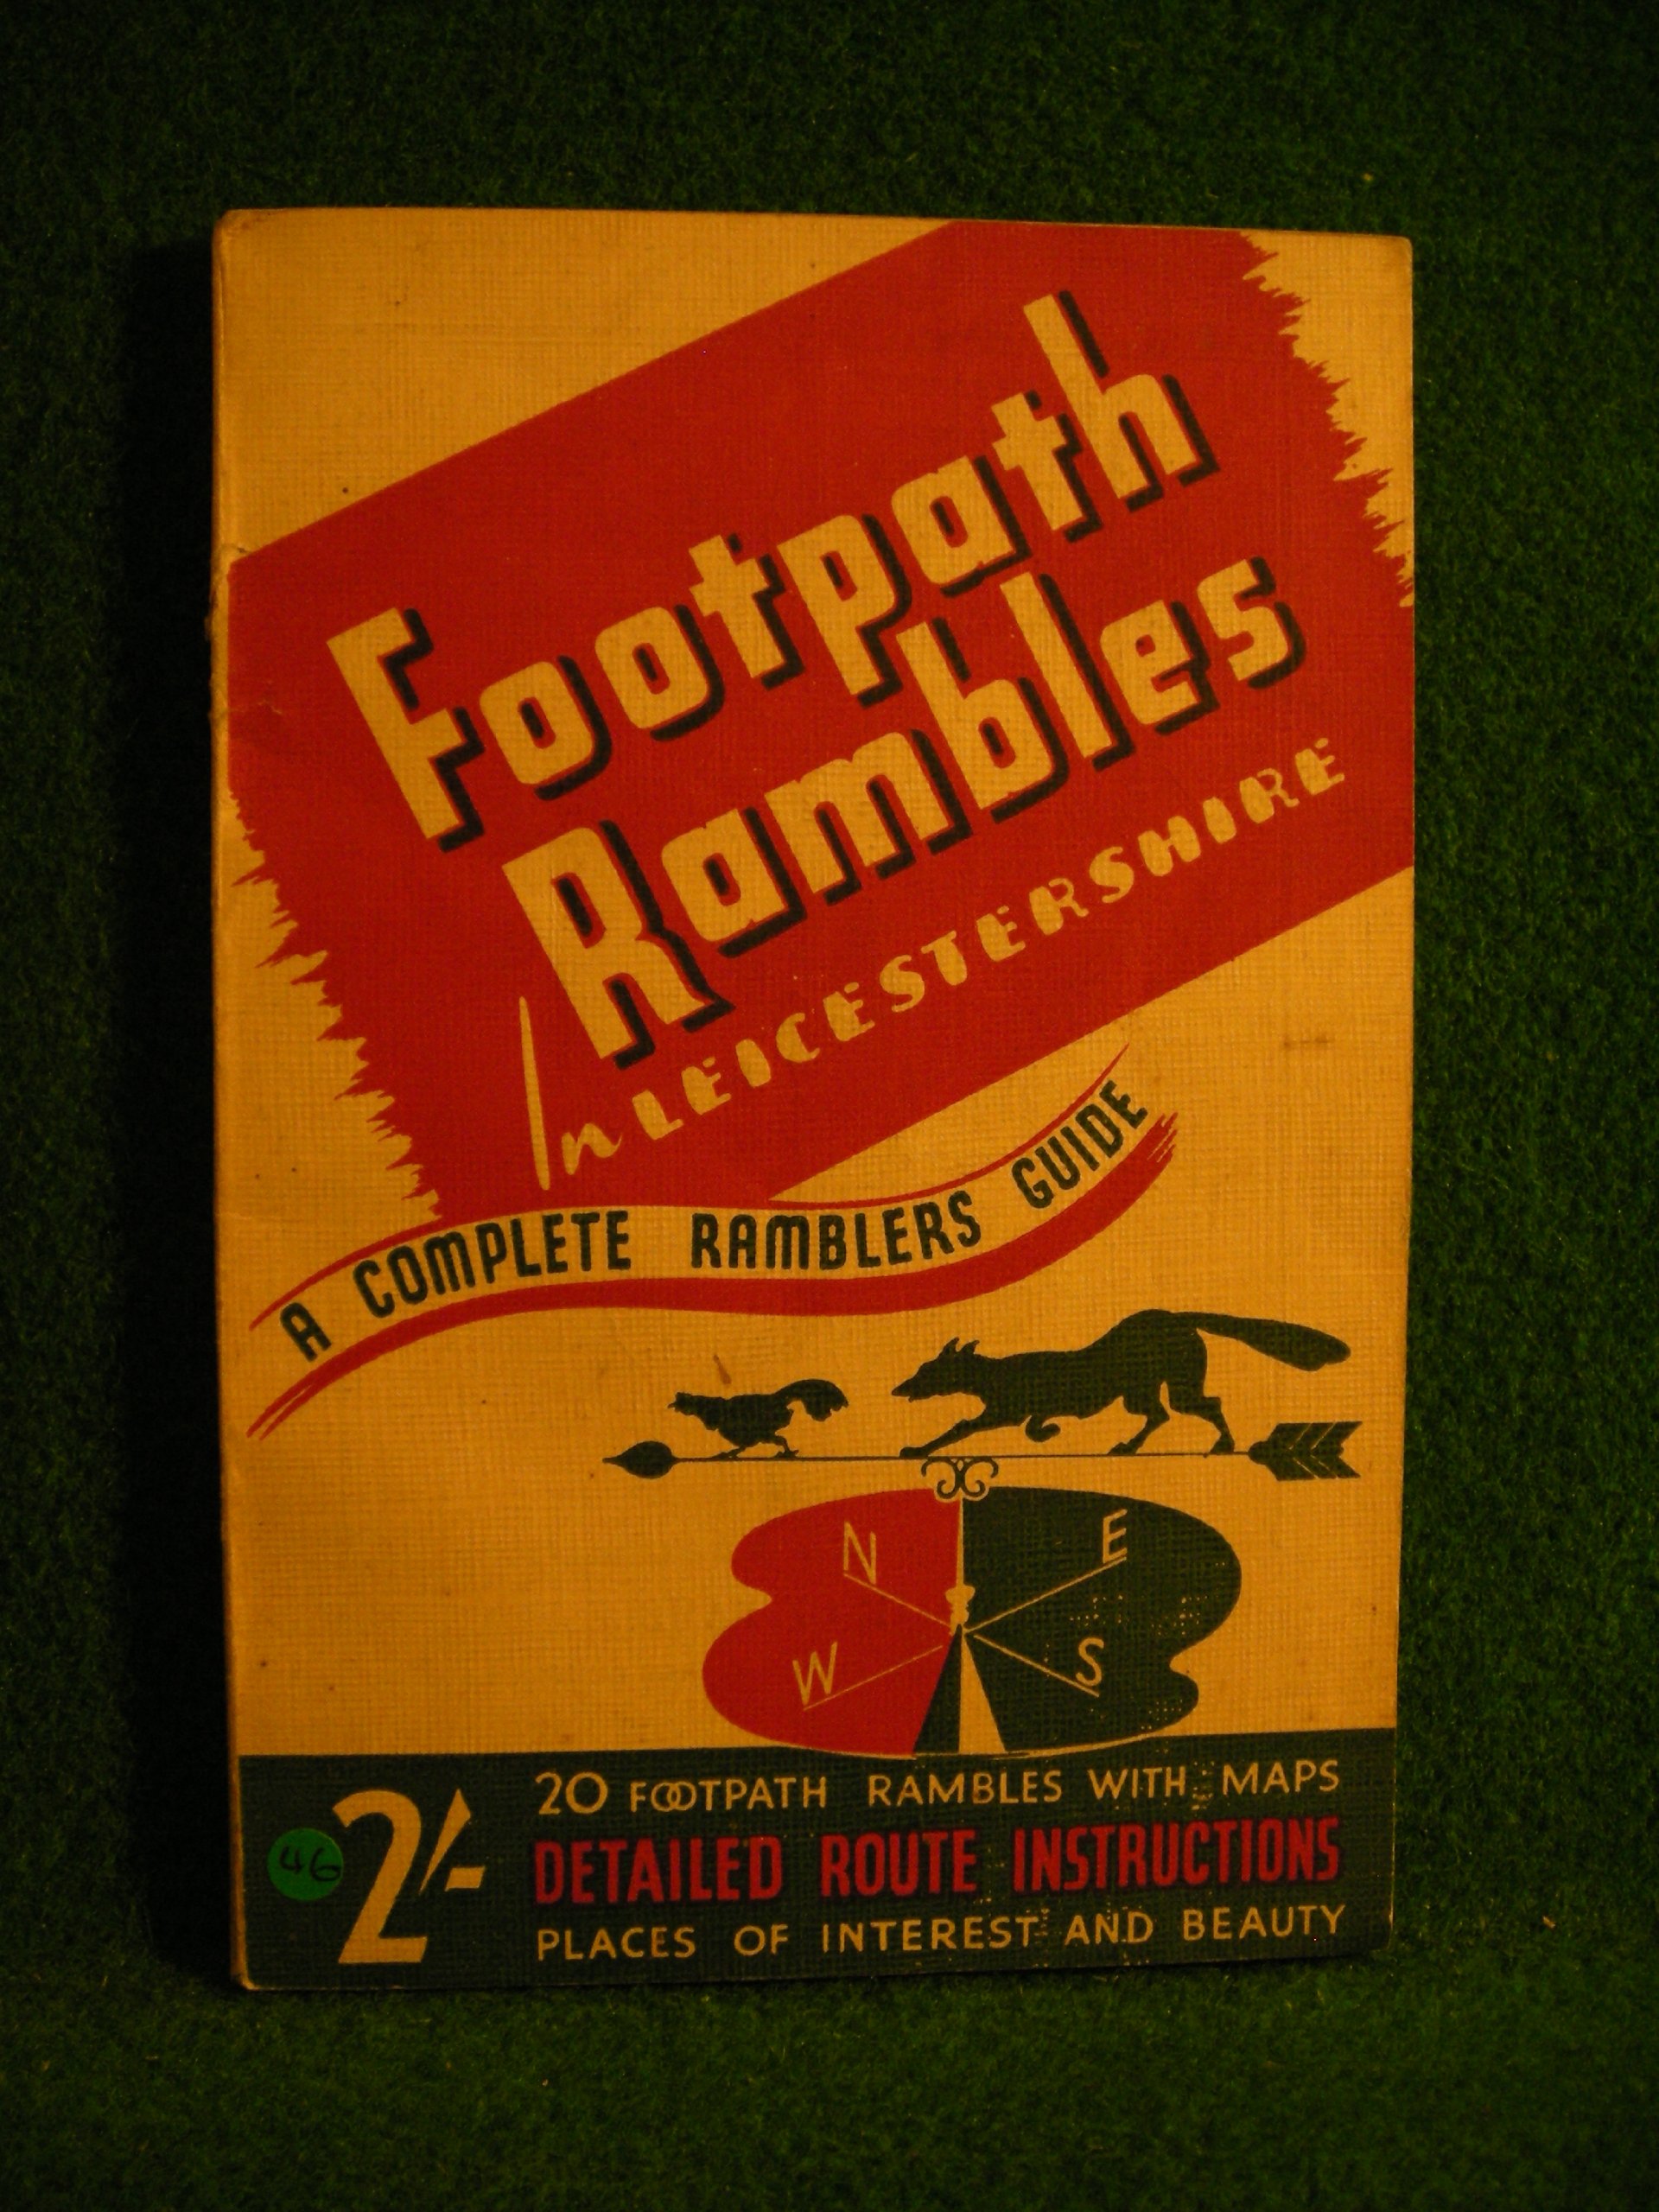 Footpath
Rambles
In LEICESTERSHIRE
A COMPLETE RAMBLERS GUIDE
N E
W S
2/-
46
20 FOOTPATH RAMBLES WITH MAPS
DETAILED ROUTE INSTRUCTIONS
PLACES OF INTEREST AND BEAUTY